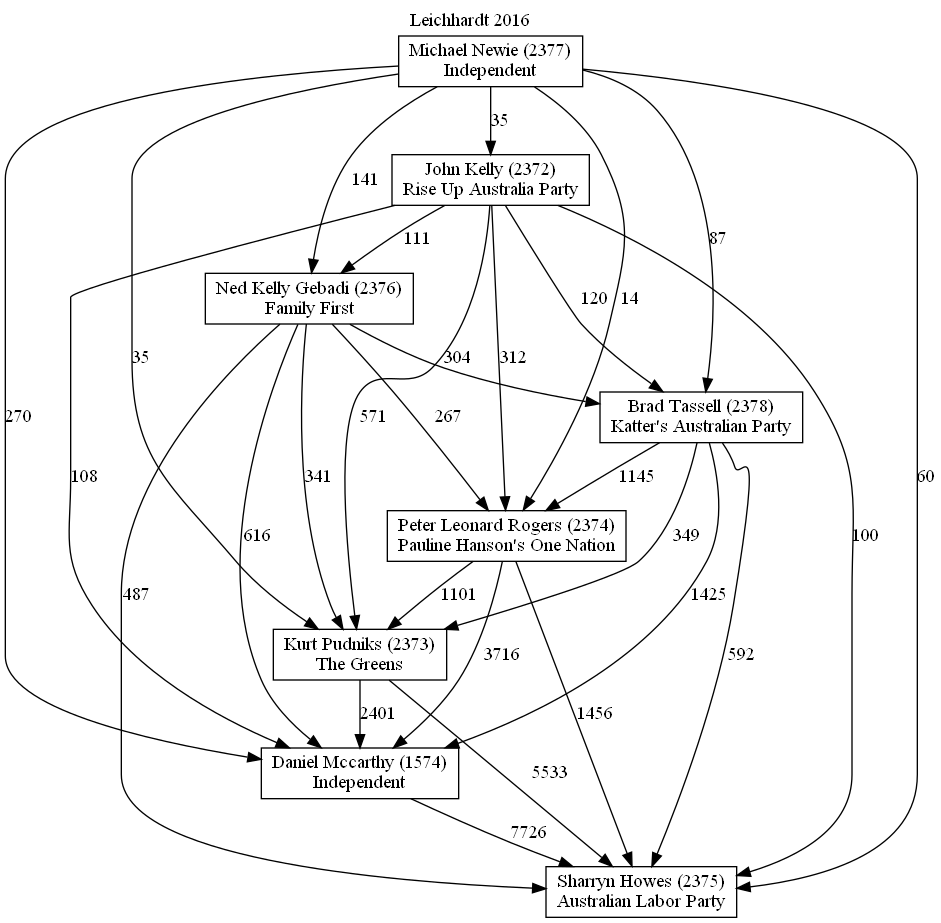 Leichhardt 2016
Michael Newie (2377)
Independent
35
John Kelly (2372)
Rise Up Australia Party
141
111
87
Ned Kelly Gebadi (2376)
Family First
120
14
35
304
312
Brad Tassell (2378)
Katter's Australian Party
270
571
267
108
341
1145
60
Peter Leonard Rogers (2374)
Pauline Hanson's One Nation
616
349
100
487
1101
1425
Kurt Pudniks (2373)
The Greens
3716
592
2401
1456
Daniel Mccarthy (1574)
Independent
5533
7726
Sharryn Howes (2375)
Australian Labor Party